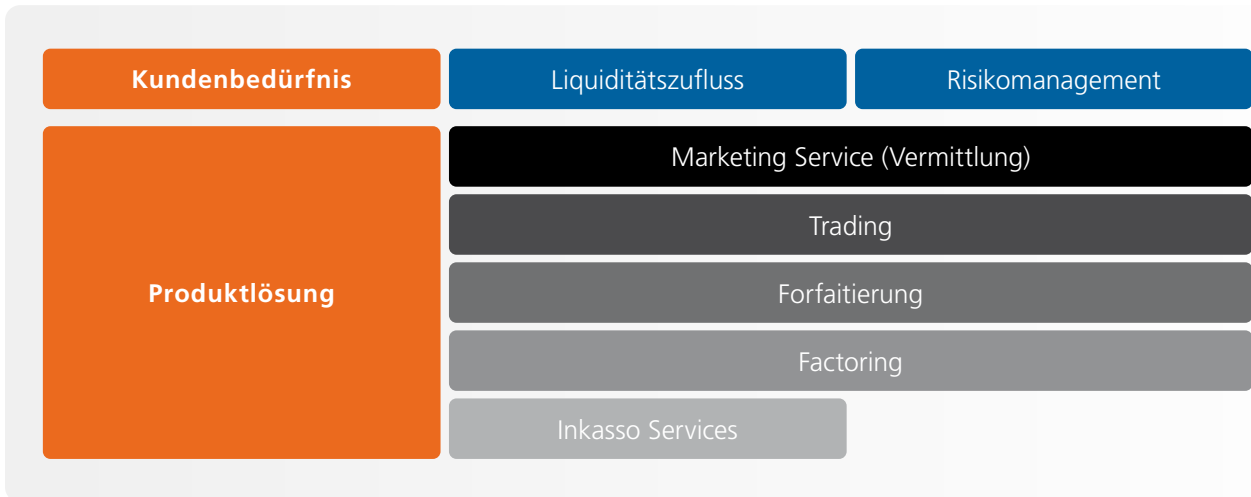 Kundenbedürfnis
Liquiditätszufluss
Risikomanagement
Produktlösung
Marketing Service (Vermittlung)
Trading
Forfaitierung
Factoring
Inkasso Services